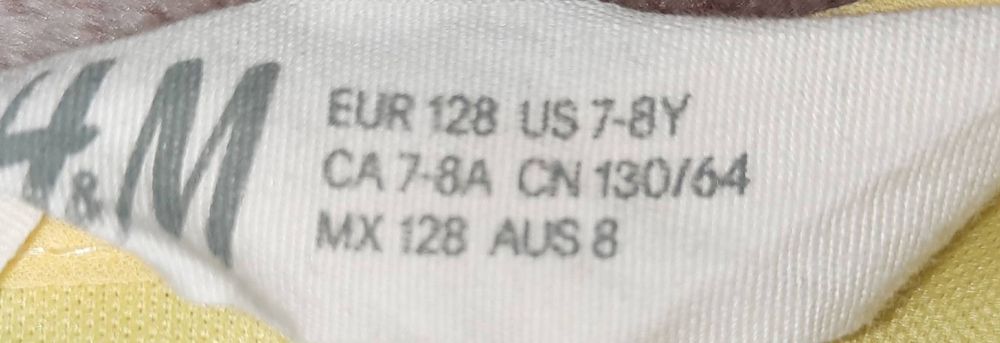 H&M
EUR 128 US 7-8Y
CA 7-8A CN 130/64
MX 128 AUS 8